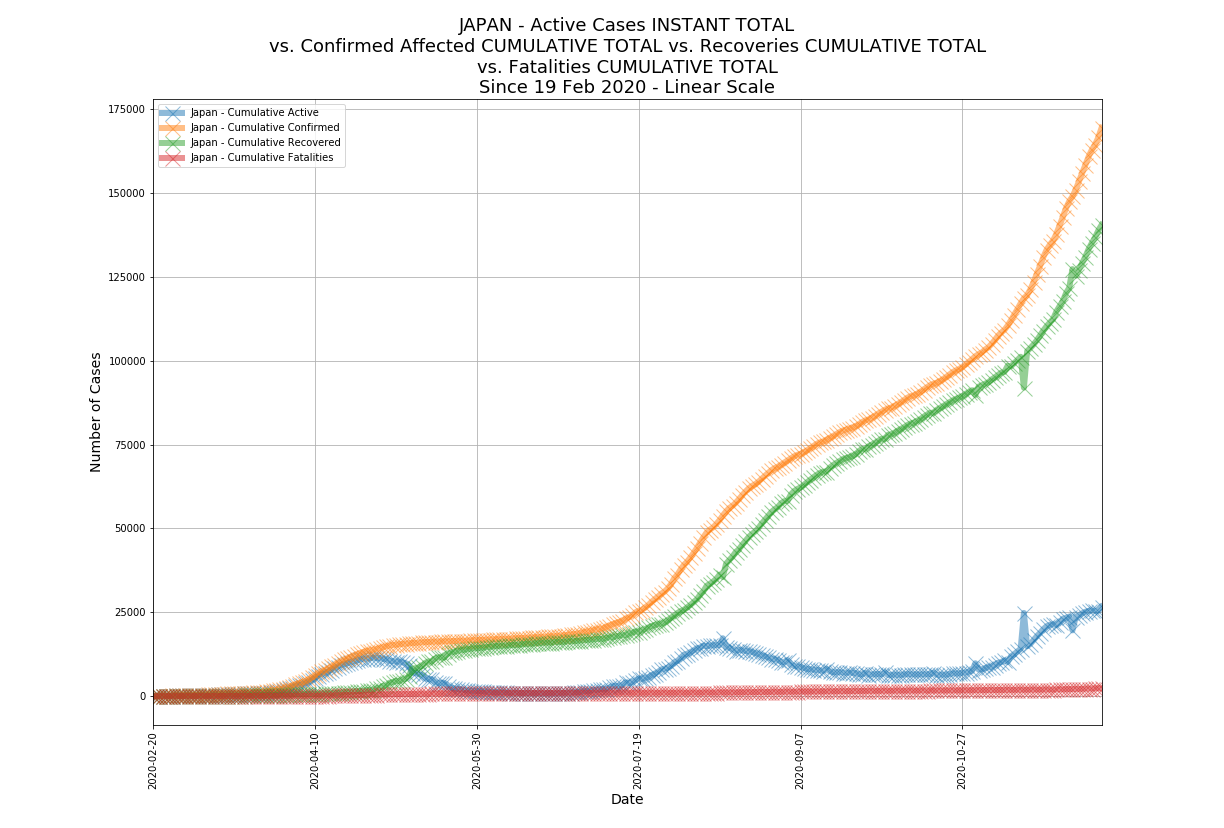 JAPAN - Active Cases INSTANT TOTAL
vs. Confirmed Affected CUMULATIVE TOTAL vs. Recoveries CUMULATIVE TOTAL
vs. Fatalities CUMULATIVE TOTAL
Since 19 Feb 2020 - Linear Scale
Japan - Cumulative Active
Japan - Cumulative Confirmed
Japan - Cumulative Recovered
Japan - Cumulative Fatalities
175000
150000
125000
100000
75000
50000
25000
0
Number of Cases
2020-02-20
2020-04-10
2020-05-30
2020-07-19
2020-09-07
2020-10-27
Date